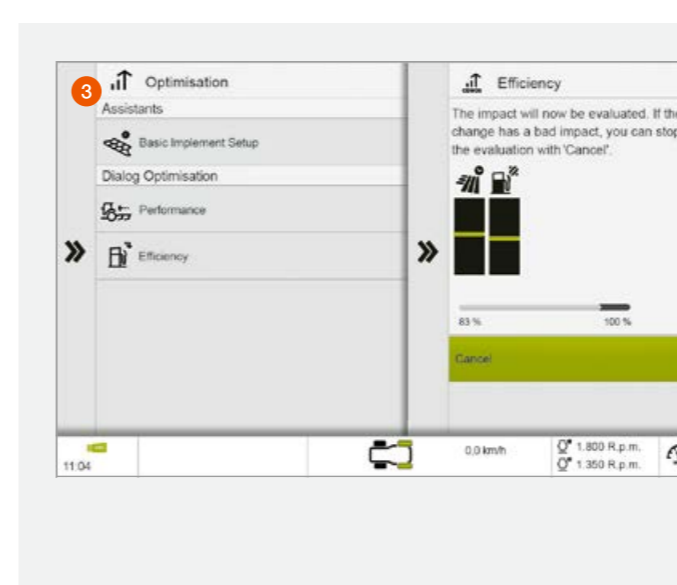 3
Optimisation
Assistants
Basic Implement Setup
Dialog Optimisation
Performance
Efficiency
Efficiency
The impact will now be evaluated. If the
change has a bad impact, you can stop
the evaluation with 'Cancel'.
83 %
100 %
Cancel
11:04
0,0 km/h
1.800 R.p.m.
1.350 R.p.m.